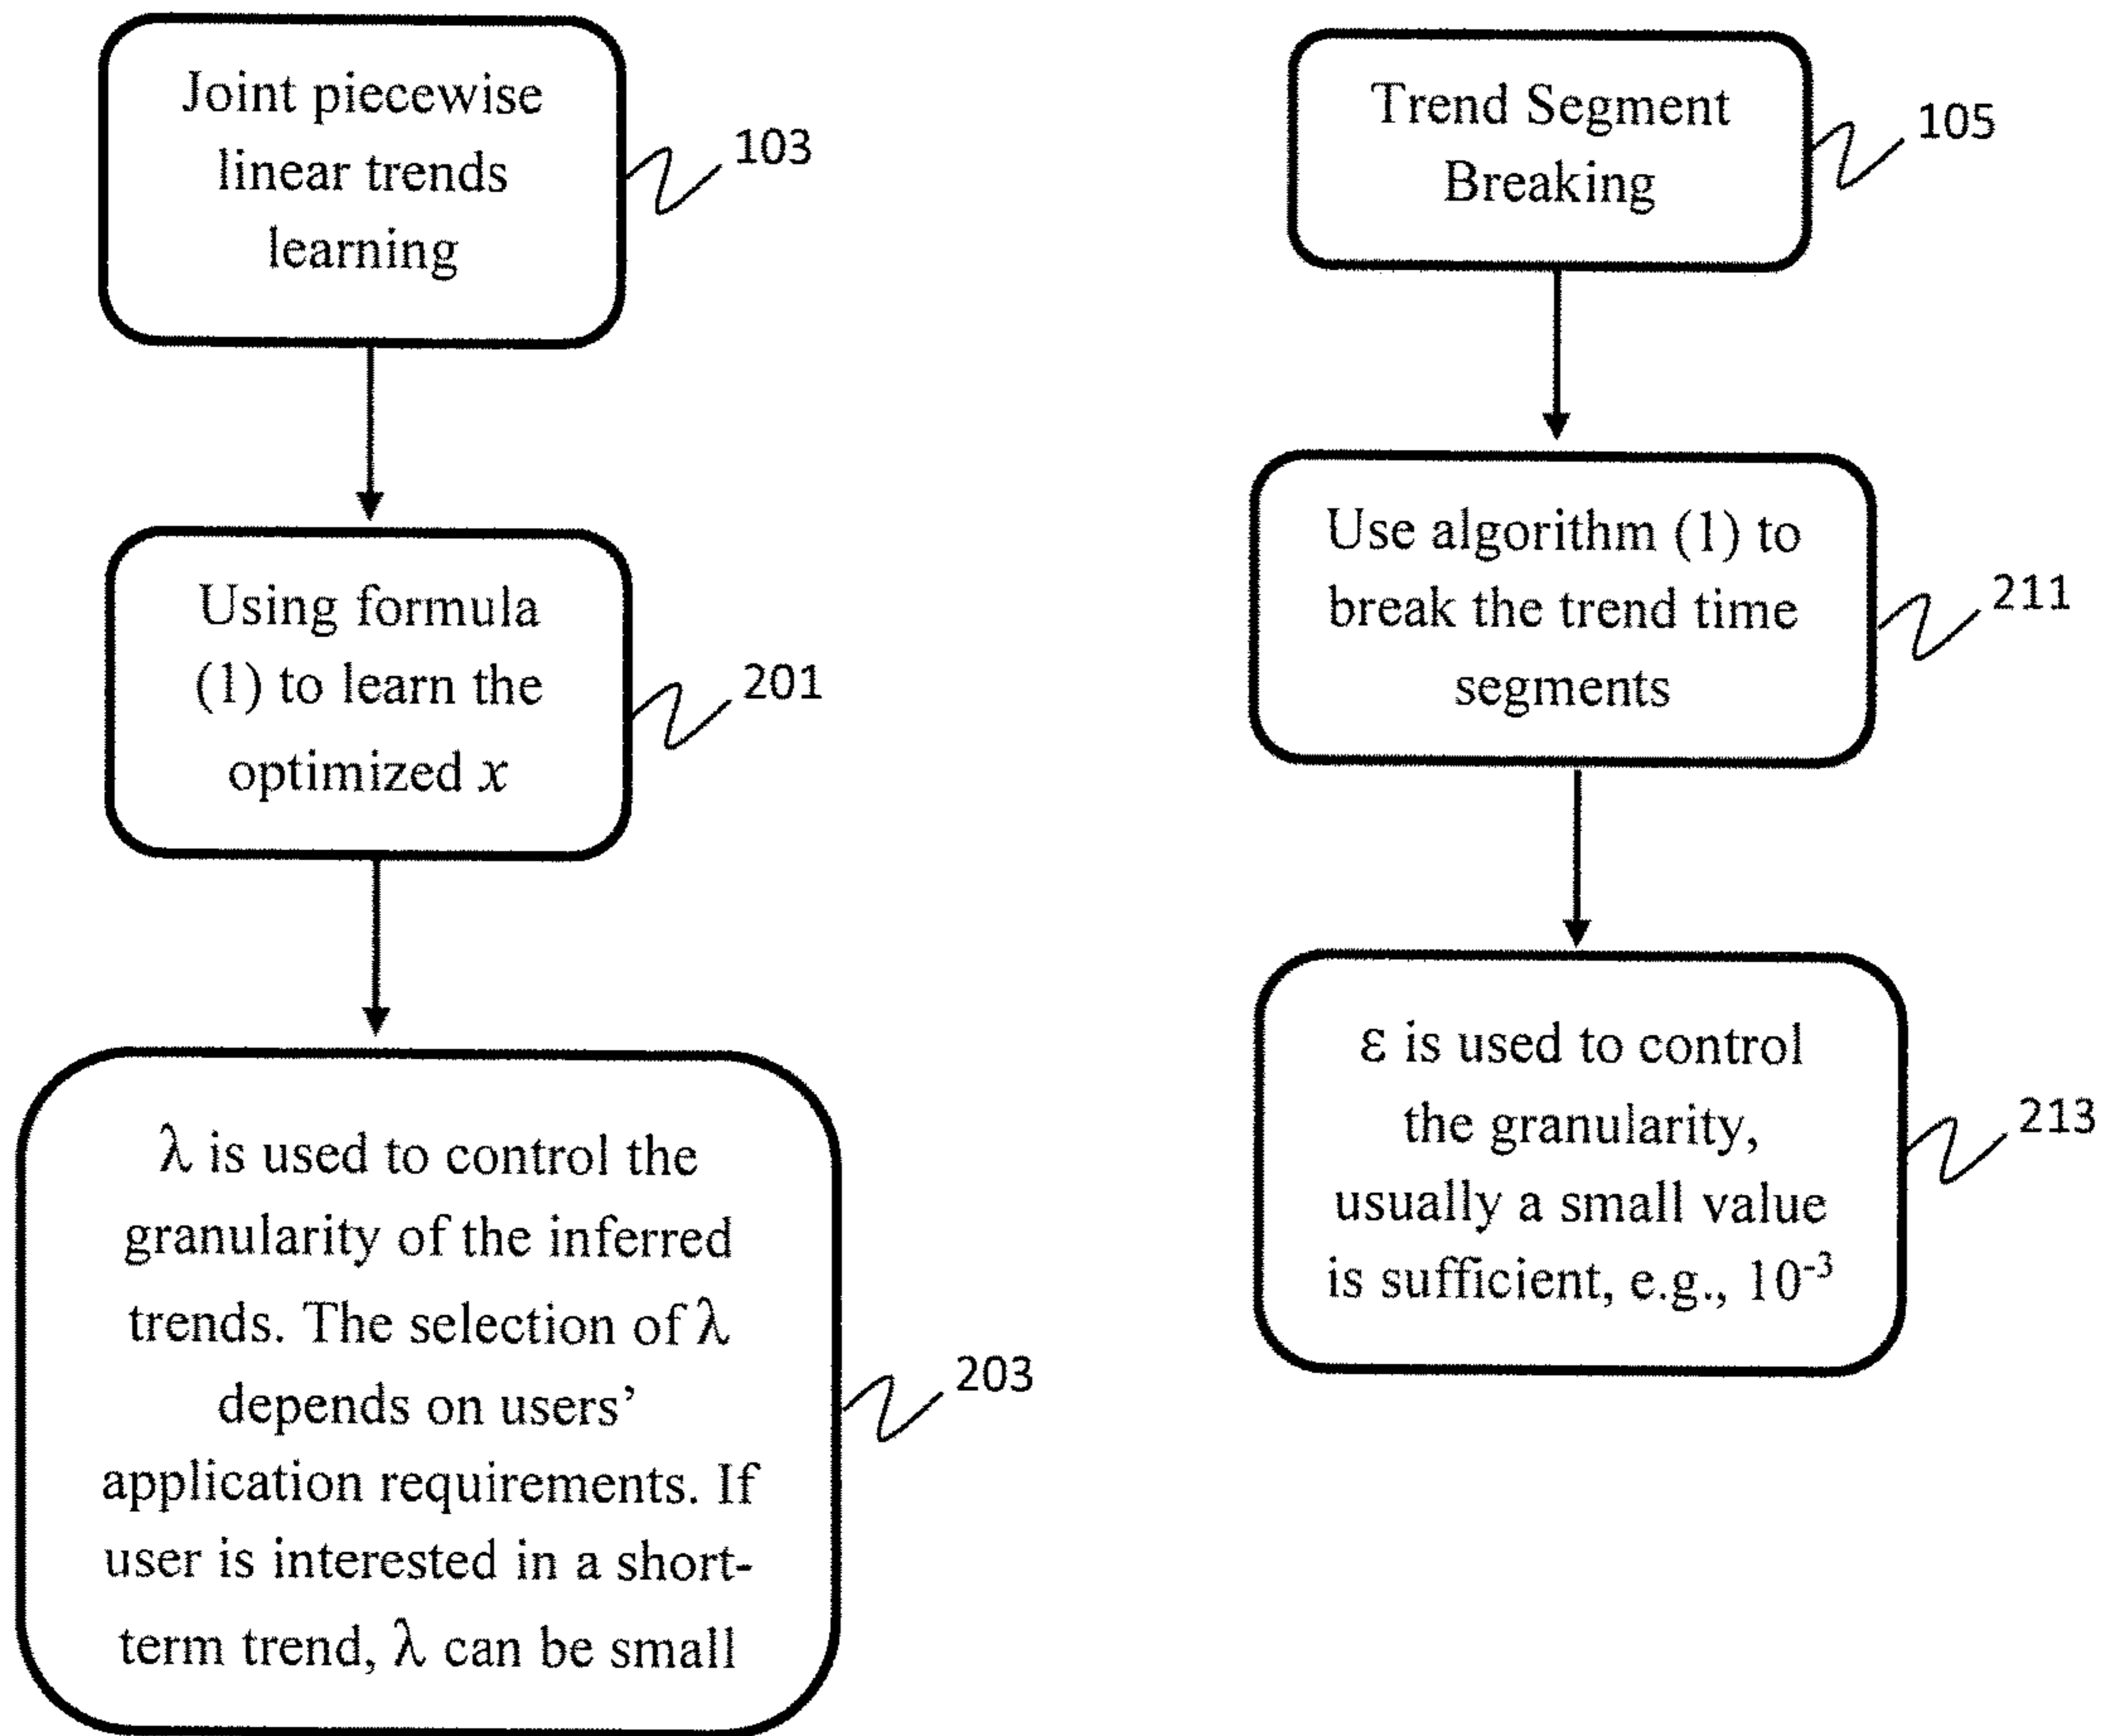 Joint piecewise
linear trends
learning
103
Using formula
(1) to learn the
optimized x
201
λ is used to control the
granularity of the inferred
trends. The selection of λ
depends on users’
application requirements. If
user is interested in a short-
term trend, λ can be small
203
Trend Segment
Breaking
105
Use algorithm (1) to
break the trend time
segments
211
ε is used to control
the granularity,
usually a small value
is sufficient, e.g., 10⁻³
213